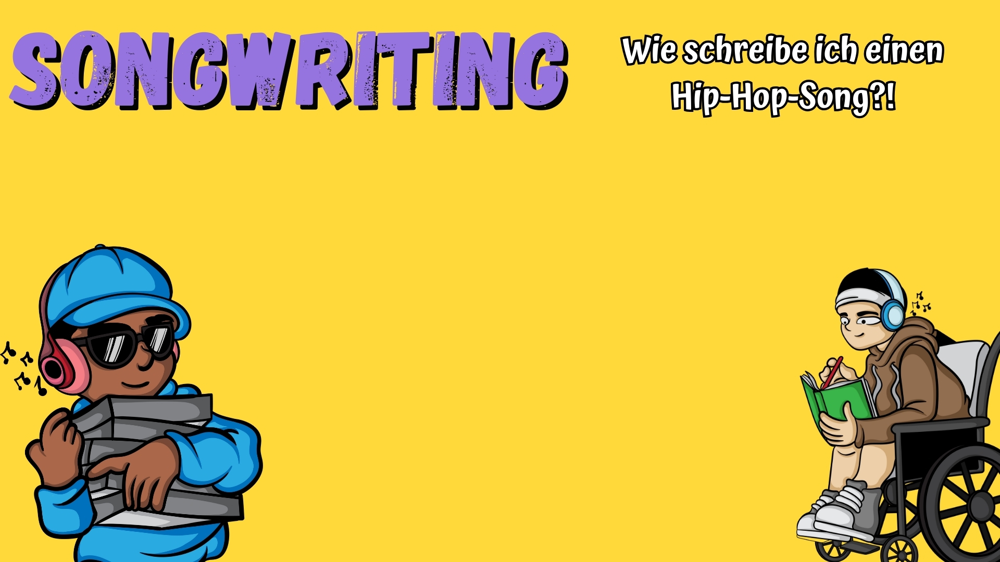 SONGWRITING
Wie schreibe ich einen
Hip-Hop-Song?!